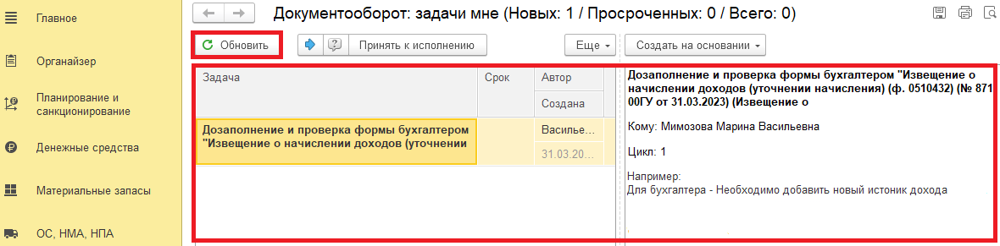 Главное
Органайзер
Планирование и
санкционирование
Денежные средства
Материальные запасы
ОС, НМА, НПА
Документооборот: задачи мне (Новых: 1 / Просроченных: 0 / Всего: 0)
Обновить
Принять к исполнению
Еще
Создать на основании
Задача
Срок
Автор
Создана
Дозаполнение и проверка формы бухгалтером
"Извещение о начислении доходов (уточнении
Василье...
31.03.20...
Дозаполнение и проверка формы бухгалтером "Извещение о
начислении доходов (уточнении начисления) (ф. 0510432) (№ 871
00ГУ от 31.03.2023) (Извещение о
Кому: Мимозова Марина Васильевна
Цикл: 1
Например:
Для бухгалтера - Необходимо добавить новый истоник дохода